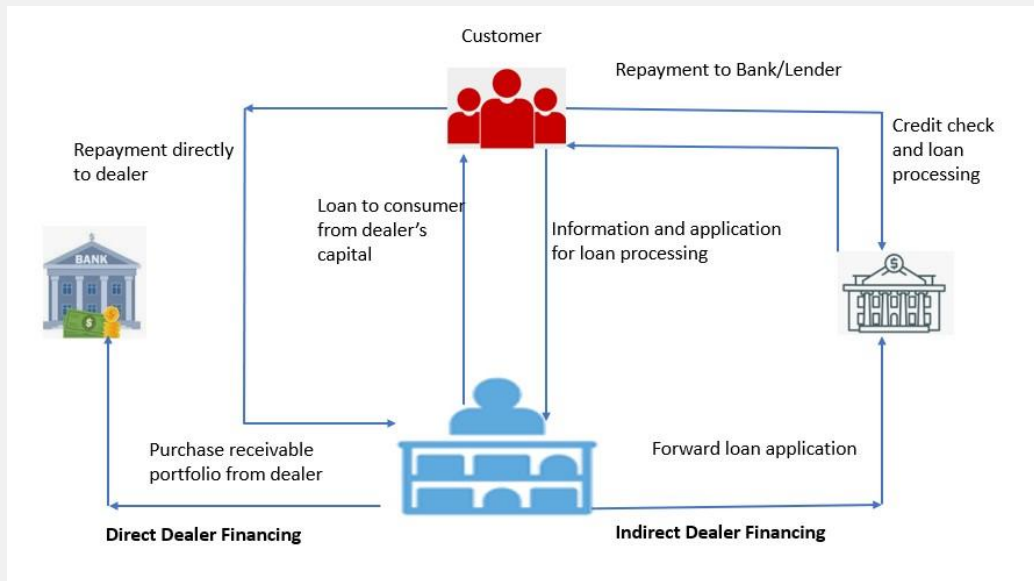 Customer
Repayment to Bank/Lender
Credit check
and loan
processing
Repayment directly
to dealer
Loan to consumer
from dealer’s
capital
Information and application
for loan processing
BANK
Purchase receivable
portfolio from dealer
Forward loan application
Direct Dealer Financing
Indirect Dealer Financing